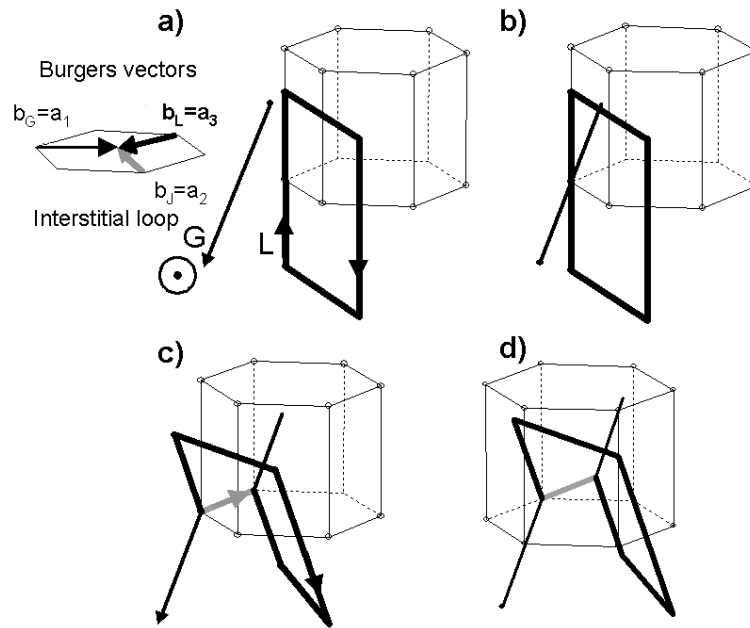 a)
b)
Burgers vectors
b_G=a_1
b_L=a_3
b_J=a_2
Interstitial loop
G
L
c)
d)